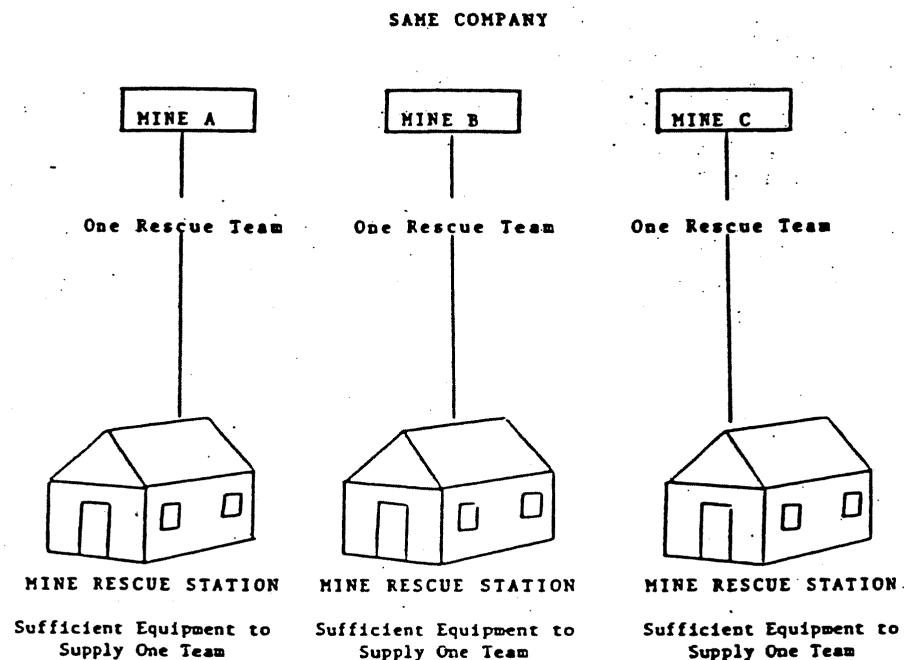 SAME COMPANY
MINE A
MINE B
MINE C
One Rescue Team
One Rescue Team
One Rescue Team
MINE RESCUE STATION
MINE RESCUE STATION
MINE RESCUE STATION
Sufficient Equipment to
Supply One Team
Sufficient Equipment to
Supply One Team
Sufficient Equipment to
Supply One Team